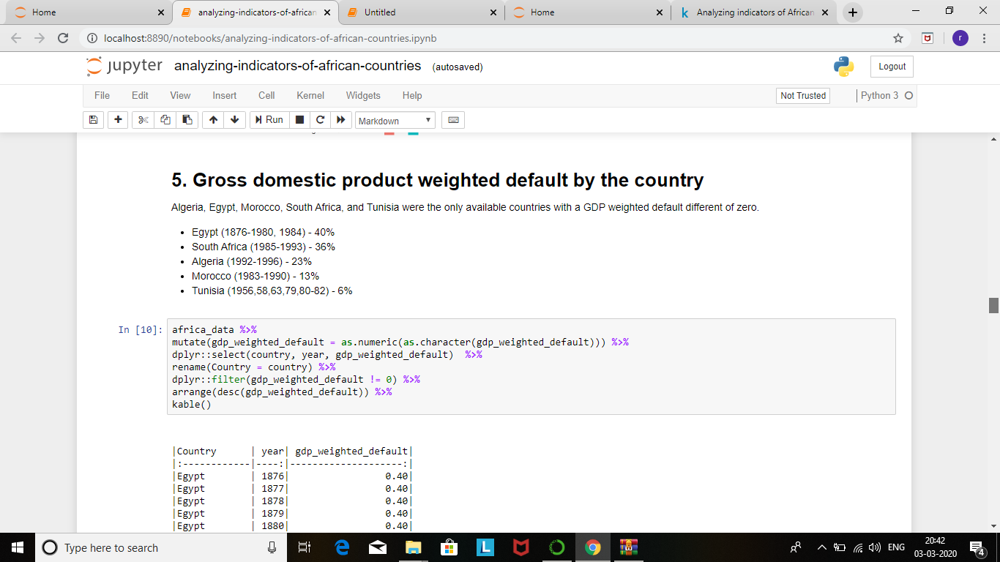 Home
analyzing-indicators-of-african
Untitled
Home
Analyzing indicators of African
localhost:8890/notebooks/analyzing-indicators-of-african-countries.ipynb
r
jupyter analyzing-indicators-of-african-countries (autosaved)
Logout
File Edit View Insert Cell Kernel Widgets Help
Not Trusted
Python 3
Run
Markdown
5. Gross domestic product weighted default by the country
Algeria, Egypt, Morocco, South Africa, and Tunisia were the only available countries with a GDP weighted default different of zero.
• Egypt (1876-1980, 1984) - 40%
• South Africa (1985-1993) - 36%
• Algeria (1992-1996) - 23%
• Morocco (1983-1990) - 13%
• Tunisia (1956,58,63,79,80-82) - 6%
In [10]:
africa_data %>%
mutate(gdp_weighted_default = as.numeric(as.character(gdp_weighted_default))) %>%
dplyr::select(country, year, gdp_weighted_default)  %>%
rename(Country = country) %>%
dplyr::filter(gdp_weighted_default != 0) %>%
arrange(desc(gdp_weighted_default)) %>%
kable()
|Country      | year| gdp_weighted_default|
|:------------|----:|--------------------:|
|Egypt        | 1876|                 0.40|
|Egypt        | 1877|                 0.40|
|Egypt        | 1878|                 0.40|
|Egypt        | 1879|                 0.40|
|Egypt        | 1880|                 0.40|
Type here to search
L
ENG
20:42
03-03-2020
4